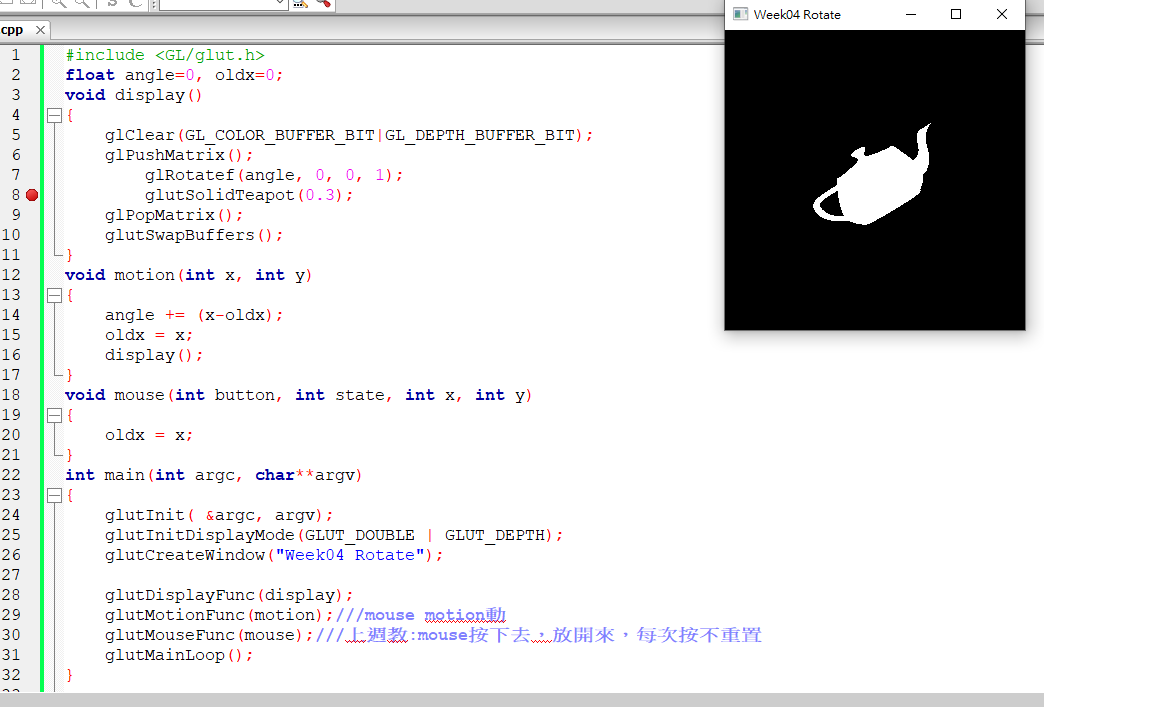 Week04 Rotate
cpp
1 #include <GL/glut.h>
2 float angle=0, oldx=0;
3 void display()
4 {
5 glClear(GL_COLOR_BUFFER_BIT|GL_DEPTH_BUFFER_BIT);
6 glPushMatrix();
7 glRotatef(angle, 0, 0, 1);
8 glutSolidTeapot(0.3);
9 glPopMatrix();
10 glutSwapBuffers();
11 }
12 void motion(int x, int y)
13 {
14 angle += (x-oldx);
15 oldx = x;
16 display();
17 }
18 void mouse(int button, int state, int x, int y)
19 {
20 oldx = x;
21 }
22 int main(int argc, char**argv)
23 {
24 glutInit( &argc, argv);
25 glutInitDisplayMode(GLUT_DOUBLE | GLUT_DEPTH);
26 glutCreateWindow("Week04 Rotate");
27
28 glutDisplayFunc(display);
29 glutMotionFunc(motion);///mouse motion動
30 glutMouseFunc(mouse);///上週教:mouse按下去，放開來，每次按不重置
31 glutMainLoop();
32 }